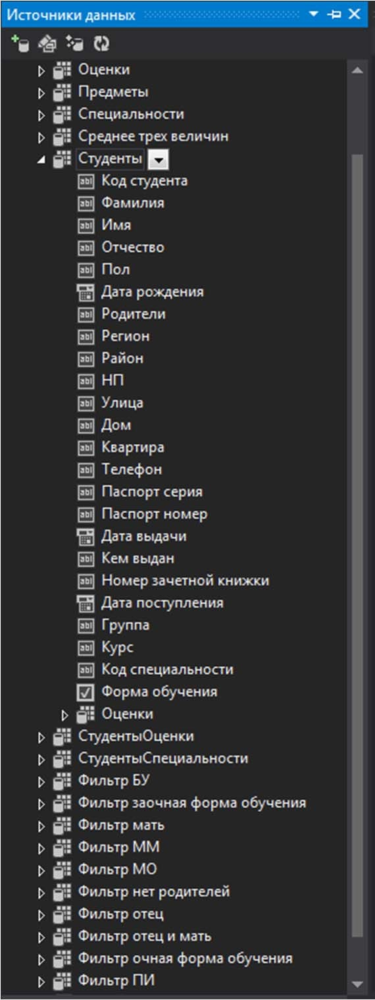 Источники данных
Оценки
Предметы
Специальности
Среднее трех величин
Студенты
Код студента
Фамилия
Имя
Отчество
Пол
Дата рождения
Родители
Регион
Район
НП
Улица
Дом
Квартира
Телефон
Паспорт серия
Паспорт номер
Дата выдачи
Кем выдан
Номер зачетной книжки
Дата поступления
Группа
Курс
Код специальности
Форма обучения
Оценки
СтудентыОценки
СтудентыСпециальности
Фильтр БУ
Фильтр заочная форма обучения
Фильтр мать
Фильтр ММ
Фильтр МО
Фильтр нет родителей
Фильтр отец
Фильтр отец и мать
Фильтр очная форма обучения
Фильтр ПИ